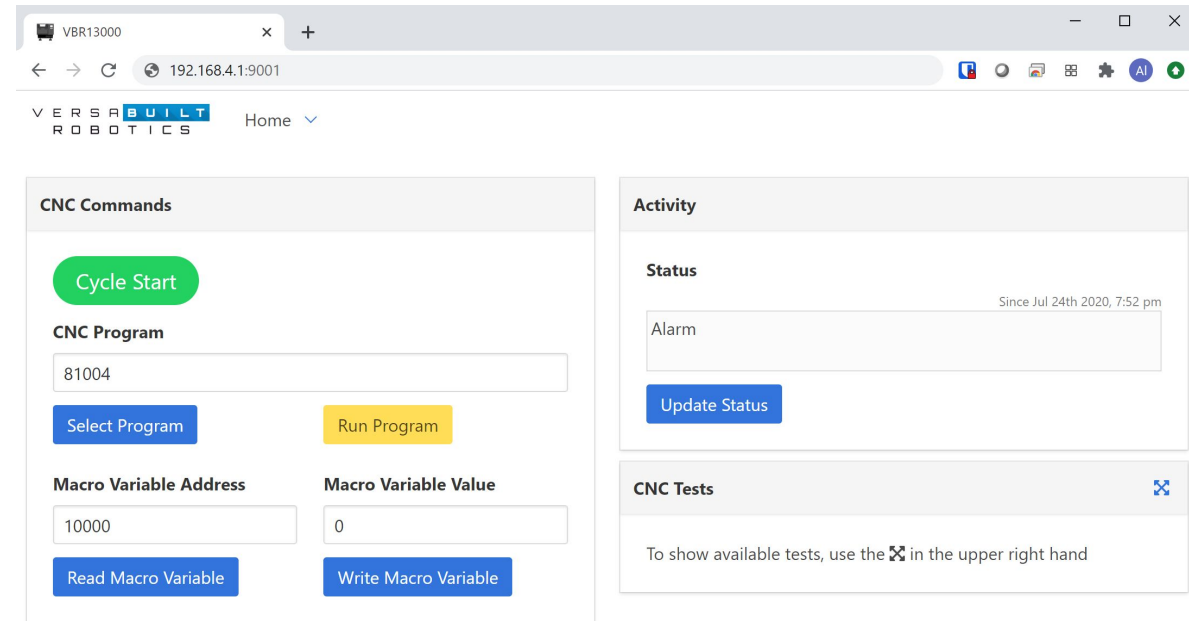 VBR13000
192.168.4.1:9001
AI
VERSABUILT
ROBOTICS
Home
CNC Commands
Cycle Start
CNC Program
81004
Select Program
Run Program
Macro Variable Address
Macro Variable Value
10000
0
Read Macro Variable
Write Macro Variable
Activity
Status
Since Jul 24th 2020, 7:52 pm
Alarm
Update Status
CNC Tests
To show available tests, use the in the upper right hand